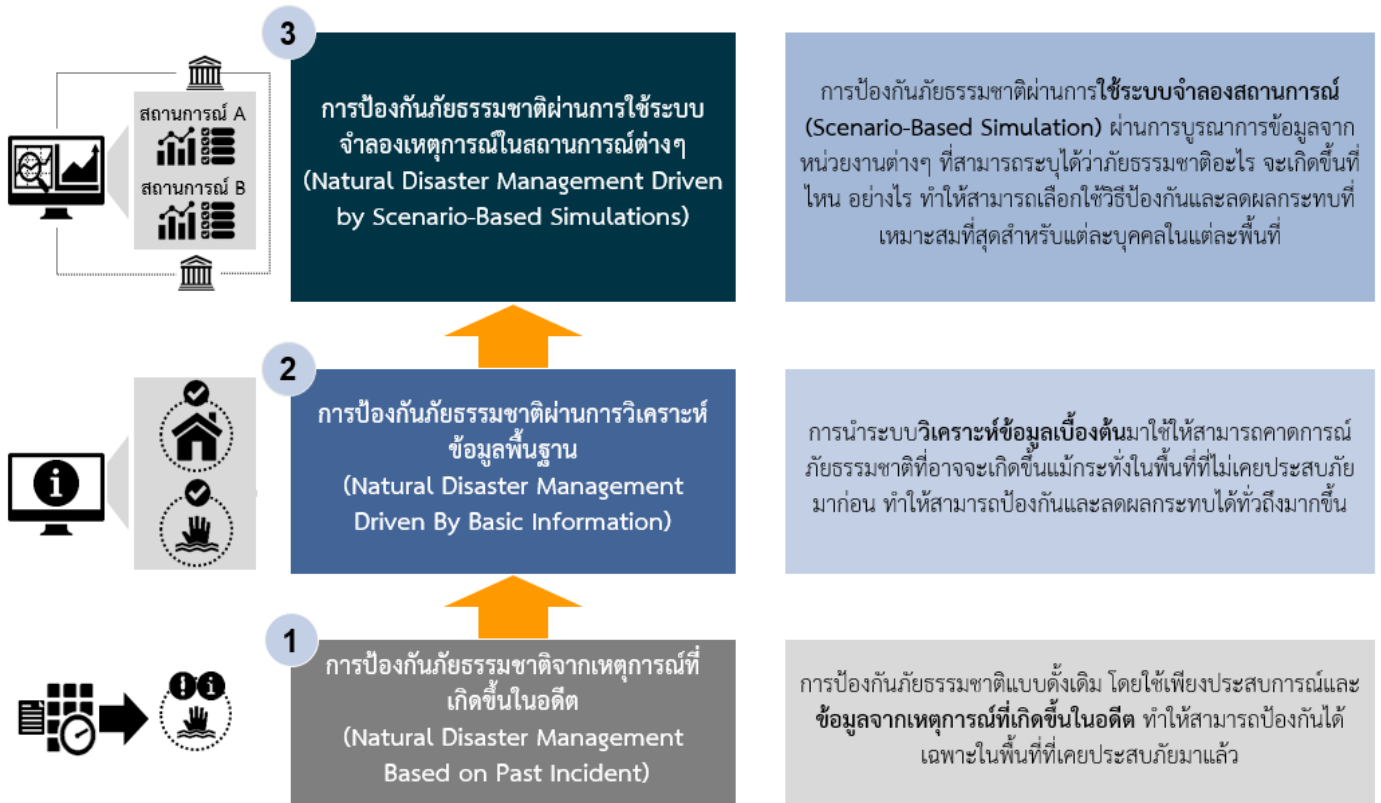 3
สถานการณ์ A
สถานการณ์ B
การป้องกันภัยธรรมชาติผ่านการใช้ระบบ
จำลองเหตุการณ์ในสถานการณ์ต่างๆ
(Natural Disaster Management Driven
by Scenario-Based Simulations)
การป้องกันภัยธรรมชาติผ่านการใช้ระบบจำลองสถานการณ์
(Scenario-Based Simulation) ผ่านการบูรณาการข้อมูลจาก
หน่วยงานต่างๆ ที่สามารถระบุได้ว่าภัยธรรมชาติอะไร จะเกิดขึ้นที่
ไหน อย่างไร ทำให้สามารถเลือกใช้วิธีป้องกันและลดผลกระทบที่
เหมาะสมที่สุดสำหรับแต่ละบุคคลในแต่ละพื้นที่
2
การป้องกันภัยธรรมชาติผ่านการวิเคราะห์
ข้อมูลพื้นฐาน
(Natural Disaster Management
Driven By Basic Information)
การนำระบบวิเคราะห์ข้อมูลเบื้องต้นมาใช้ให้สามารถคาดการณ์
ภัยธรรมชาติที่อาจจะเกิดขึ้นแม้กระทั่งในพื้นที่ที่ไม่เคยประสบภัย
มาก่อน ทำให้สามารถป้องกันและลดผลกระทบได้ทั่วถึงมากขึ้น
1
การป้องกันภัยธรรมชาติจากเหตุการณ์ที่
เกิดขึ้นในอดีต
(Natural Disaster Management
Based on Past Incident)
การป้องกันภัยธรรมชาติแบบดั้งเดิม โดยใช้เพียงประสบการณ์และ
ข้อมูลจากเหตุการณ์ที่เกิดขึ้นในอดีต ทำให้สามารถป้องกันได้
เฉพาะในพื้นที่ที่เคยประสบภัยมาแล้ว